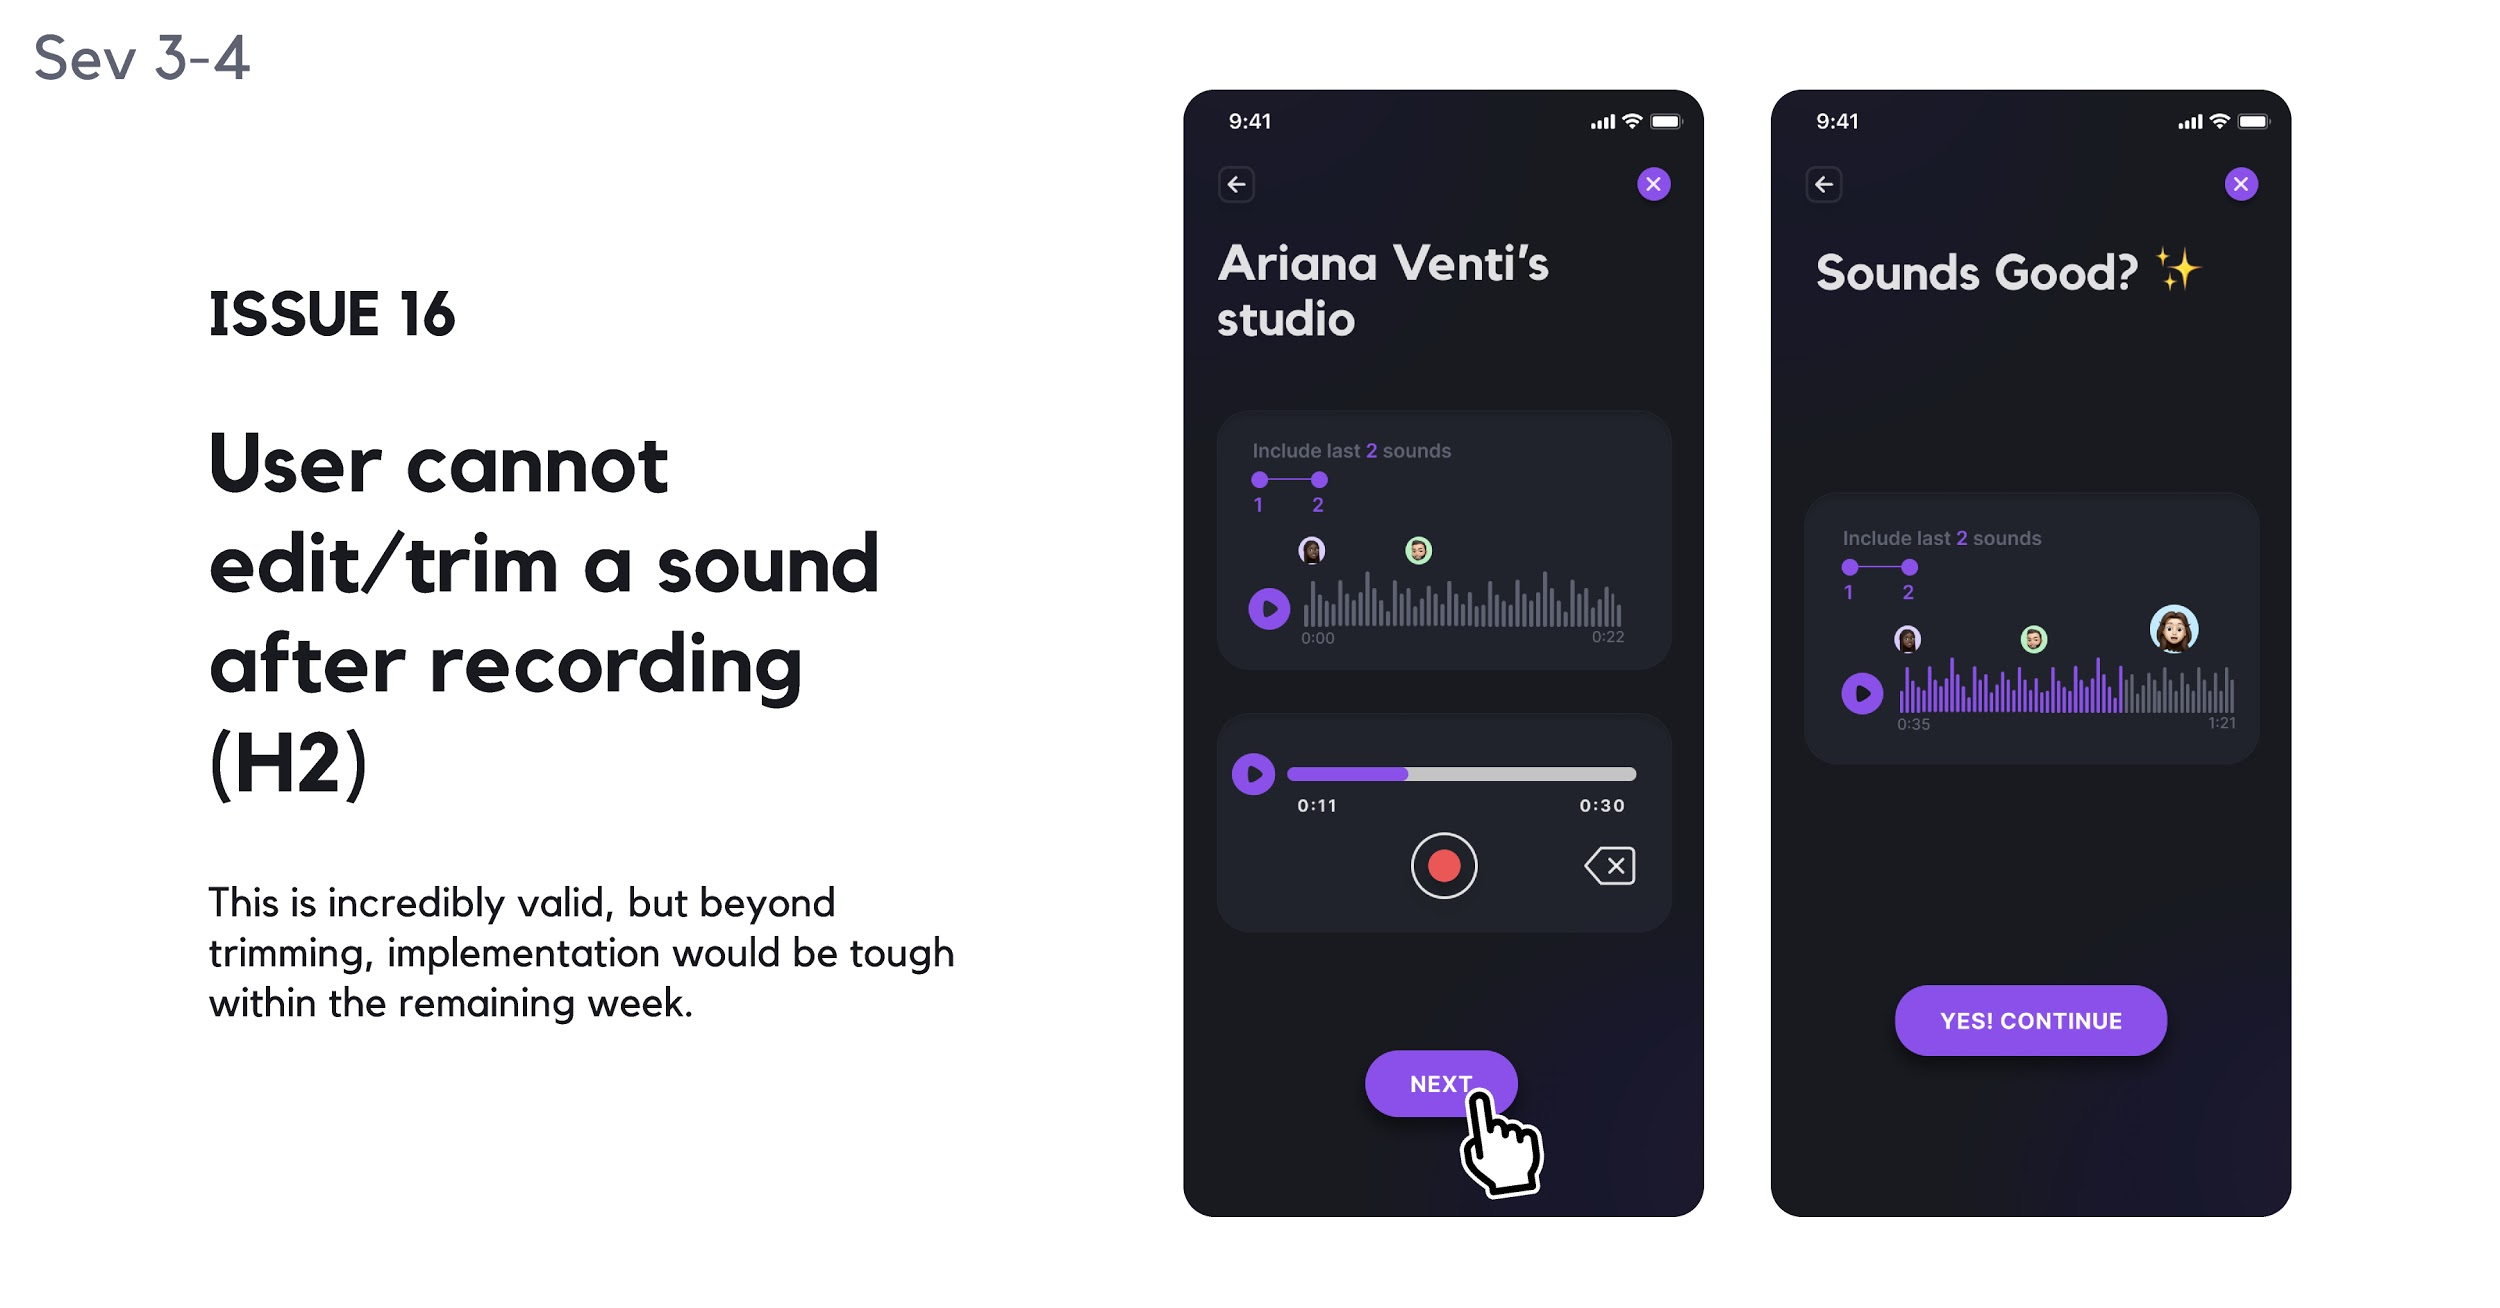 Sev 3-4
ISSUE 16
User cannot
edit/trim a sound
after recording
(H2)
This is incredibly valid, but beyond
trimming, implementation would be tough
within the remaining week.
9:41
Ariana Venti’s
studio
Include last 2 sounds
1 2
0:00 0:22
0:11 0:30
NEXT
9:41
Sounds Good? ✨
Include last 2 sounds
1 2
0:35 1:21
YES! CONTINUE